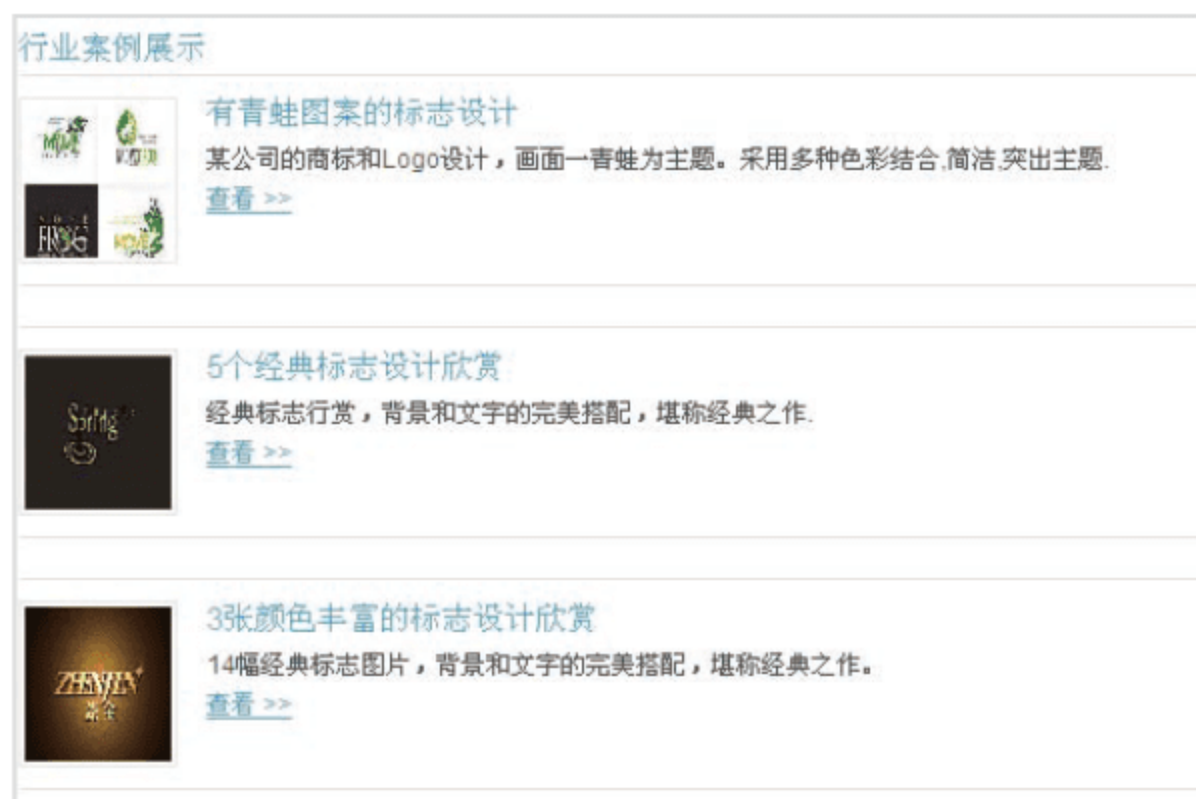 行业案例展示
有青蛙图案的标志设计
某公司的商标和Logo设计，画面一青蛙为主题。采用多种色彩结合,简洁,突出主题.
查看 >>
FROG
5个经典标志设计欣赏
经典标志行赏，背景和文字的完美搭配，堪称经典之作.
查看 >>
Spring
3张颜色丰富的标志设计欣赏
14幅经典标志图片，背景和文字的完美搭配，堪称经典之作。
查看 >>
ZHENJIN